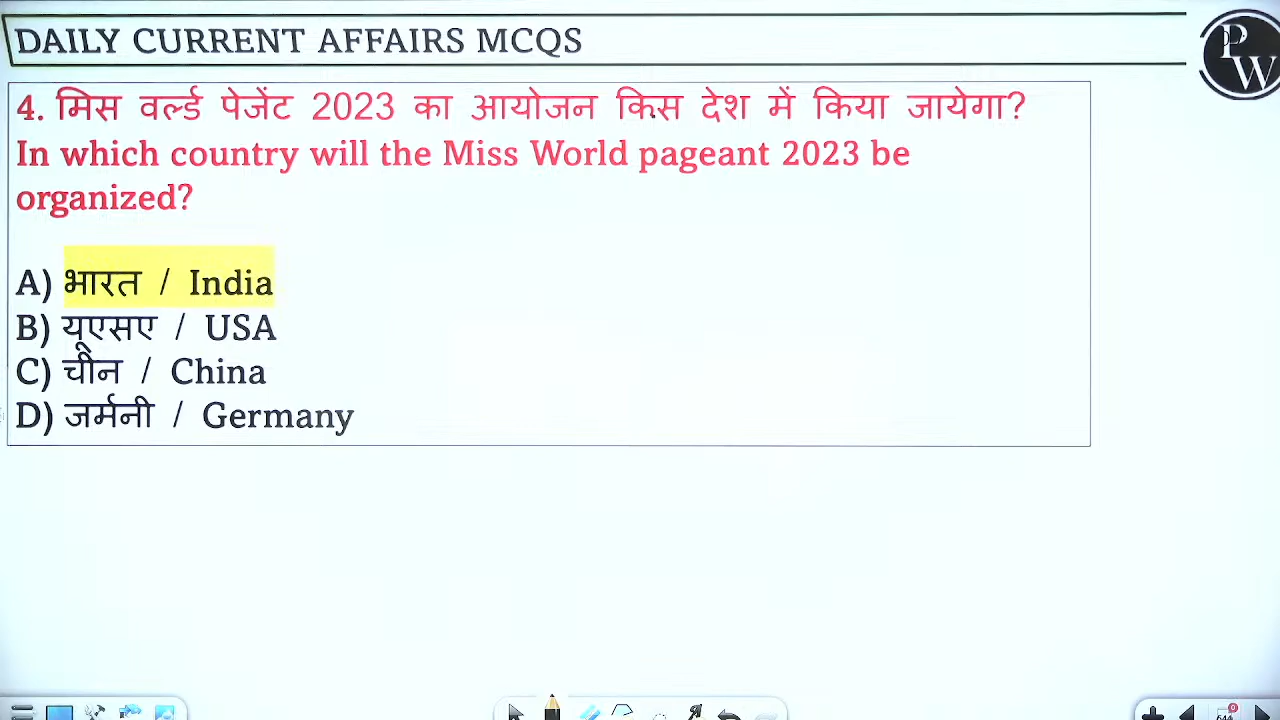 DAILY CURRENT AFFAIRS MCQS
PW
4. मिस वर्ल्ड पेजेंट 2023 का आयोजन किस देश में किया जायेगा?
In which country will the Miss World pageant 2023 be
organized?
A) भारत / India
B) यूएसए / USA
C) चीन / China
D) जर्मनी / Germany